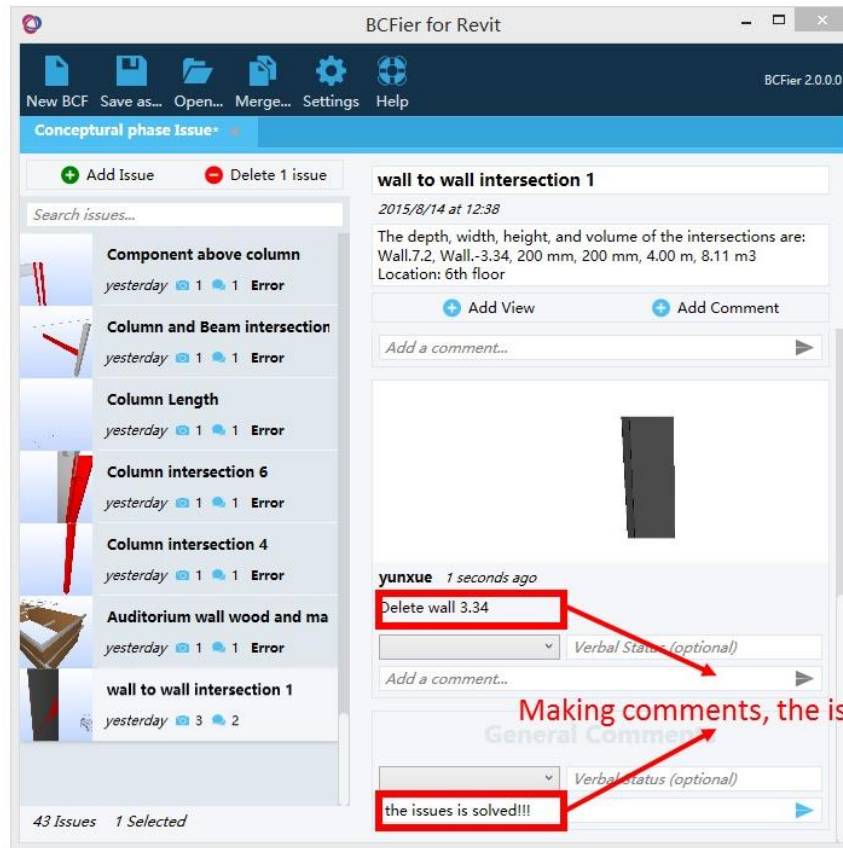 BCFier for Revit
New BCF Save as... Open... Merge... Settings Help
BCFier 2.0.0.0
Conceptural phase Issue*
Add Issue Delete 1 issue
Search issues...
Component above column
yesterday 1 1 Error
Column and Beam intersection
yesterday 1 1 Error
Column Length
yesterday 1 1 Error
Column intersection 6
yesterday 1 1 Error
Column intersection 4
yesterday 1 1 Error
Auditorium wall wood and ma
yesterday 1 1 Error
wall to wall intersection 1
yesterday 3 2
43 Issues 1 Selected
wall to wall intersection 1
2015/8/14 at 12:38
The depth, width, height, and volume of the intersections are:
Wall.7.2, Wall.-3.34, 200 mm, 200 mm, 4.00 m, 8.11 m3
Location: 6th floor
Add View Add Comment
Add a comment...
yunxue 1 seconds ago
Delete wall 3.34
Verbal Status (optional)
Add a comment...
Making comments, the is
General Comments
Verbal Status (optional)
the issues is solved!!!